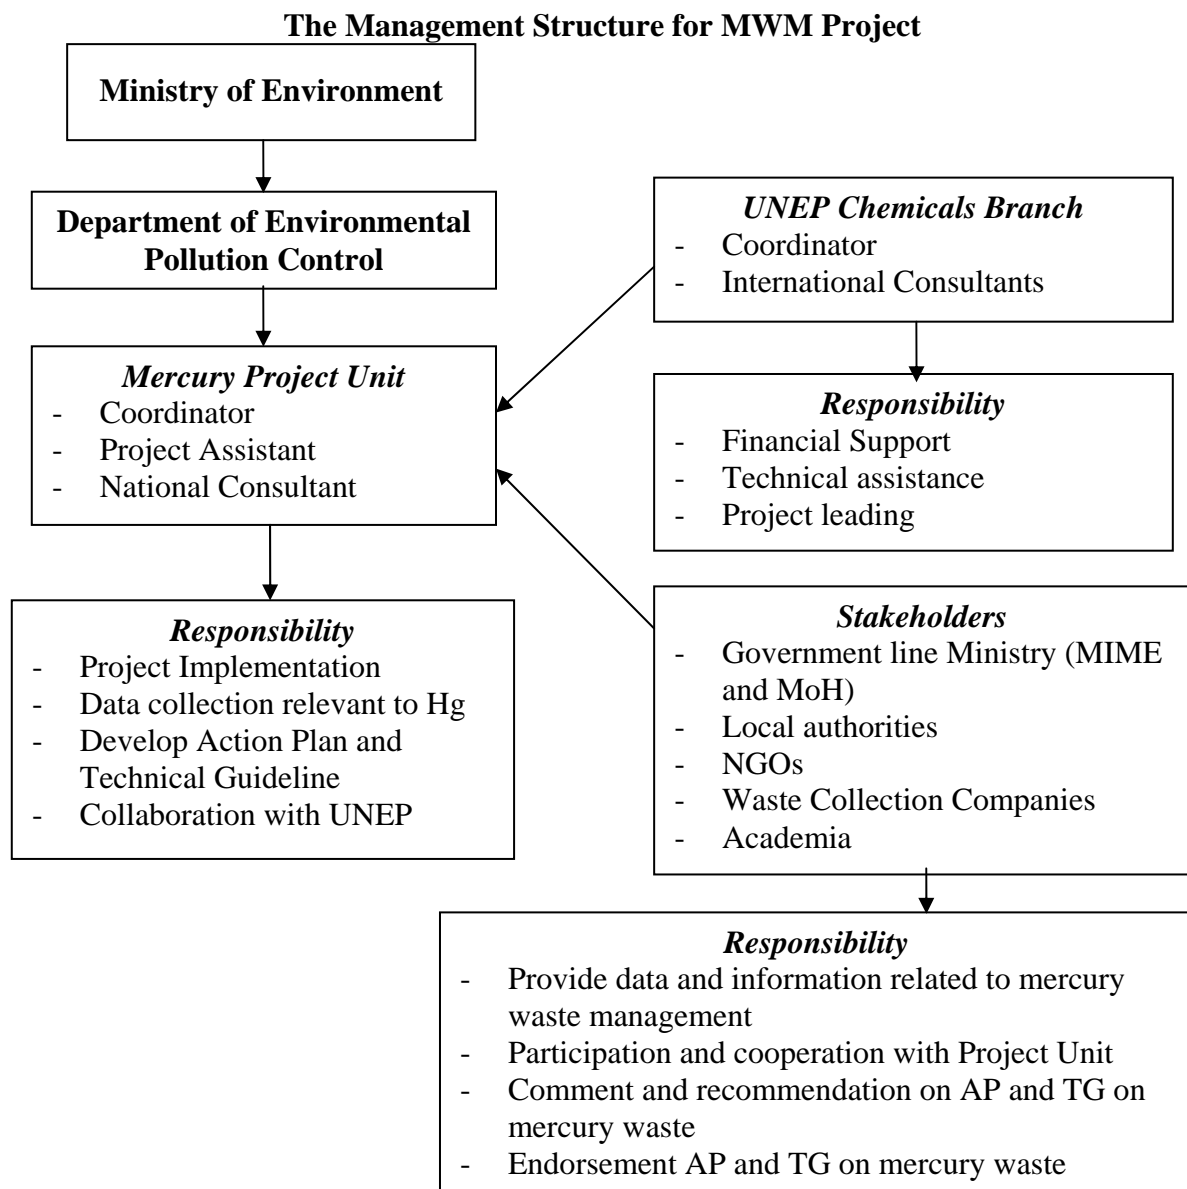 The Management Structure for MWM Project
Ministry of Environment
Department of Environmental
Pollution Control
Mercury Project Unit
- Coordinator
- Project Assistant
- National Consultant
Responsibility
- Project Implementation
- Data collection relevant to Hg
- Develop Action Plan and
Technical Guideline
- Collaboration with UNEP
UNEP Chemicals Branch
- Coordinator
- International Consultants
Responsibility
- Financial Support
- Technical assistance
- Project leading
Stakeholders
- Government line Ministry (MIME
and MoH)
- Local authorities
- NGOs
- Waste Collection Companies
- Academia
Responsibility
- Provide data and information related to mercury
waste management
- Participation and cooperation with Project Unit
- Comment and recommendation on AP and TG on
mercury waste
- Endorsement AP and TG on mercury waste